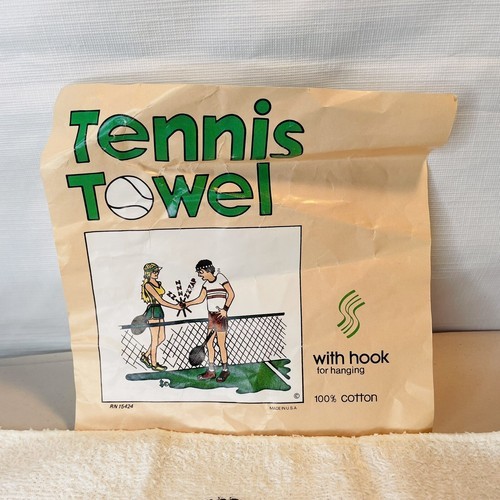 Tennis
Towel
with hook
for hanging
100% cotton
RN 15424
©
MADE IN U.S.A.